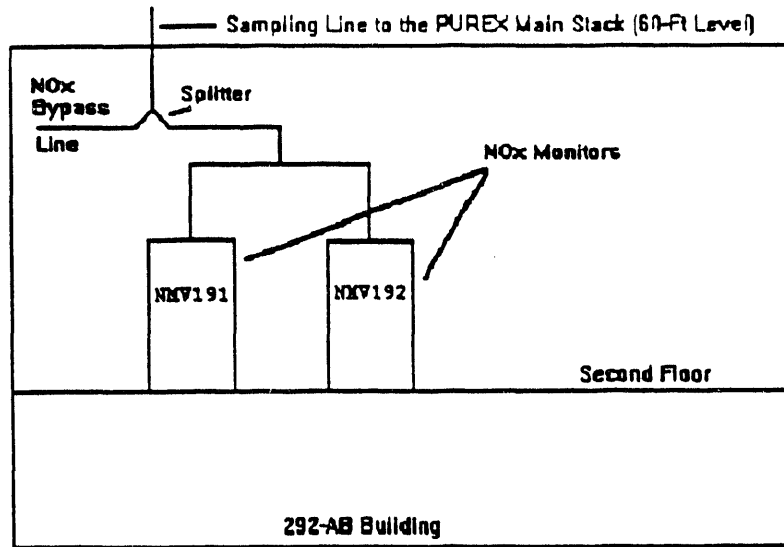 Sampling Line to the PUREX Main Stack (60-Ft Level)
NOx
Bypass
Line
Splitter
NOx Monitors
NMV191
NMV192
Second Floor
292-AB Building